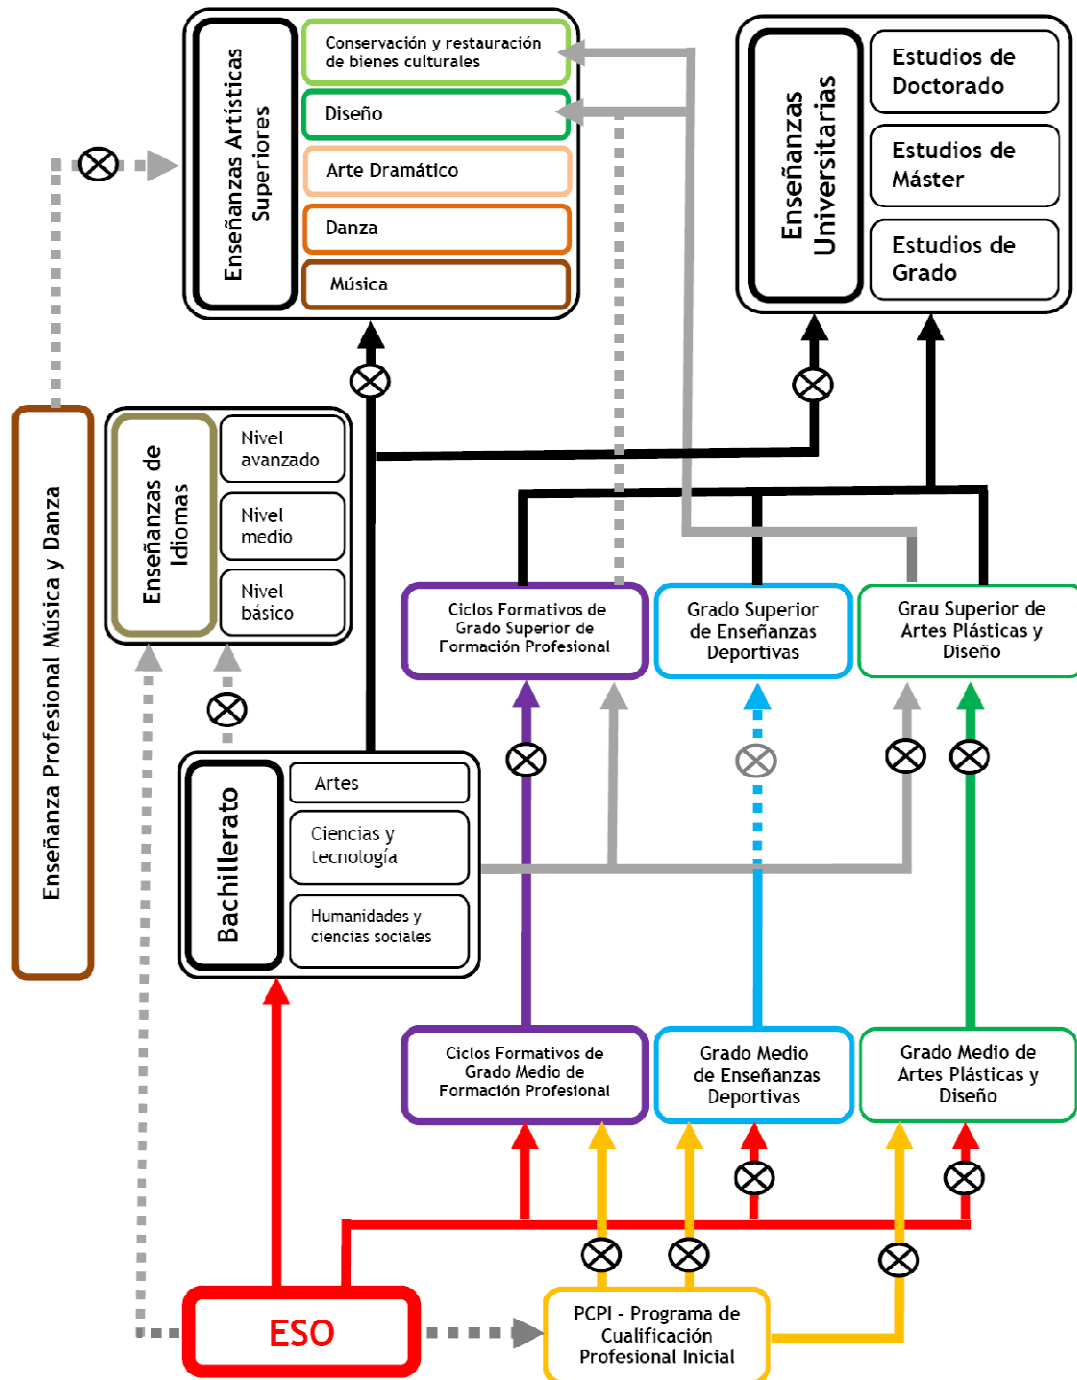 Enseñanzas Artísticas
Superiores
Conservación y restauración
de bienes culturales
Diseño
Arte Dramático
Danza
Música
Enseñanzas
Universitarias
Estudios de
Doctorado
Estudios de
Máster
Estudios de
Grado
Enseñanza Profesional Música y Danza
Enseñanzas de
Idiomas
Nivel
avanzado
Nivel
medio
Nivel
básico
Ciclos Formativos de
Grado Superior de
Formación Profesional
Grado Superior
de Enseñanzas
Deportivas
Grau Superior de
Artes Plásticas y
Diseño
Bachillerato
Artes
Ciencias y
tecnología
Humanidades y
ciencias sociales
Ciclos Formativos de
Grado Medio de
Formación Profesional
Grado Medio
de Enseñanzas
Deportivas
Grado Medio de
Artes Plásticas y
Diseño
ESO
PCPI - Programa de
Cualificación
Profesional Inicial